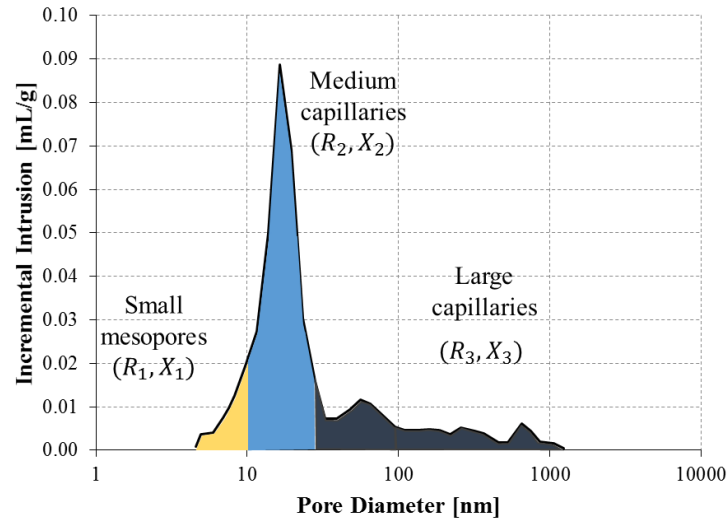 0.10
0.09
0.08
0.07
0.06
0.05
0.04
0.03
0.02
0.01
0.00
Incremental Intrusion [mL/g]
Medium
capillaries
(R₂, X₂)
Small
mesopores
(R₁, X₁)
Large
capillaries
(R₃, X₃)
1
10
100
1000
10000
Pore Diameter [nm]